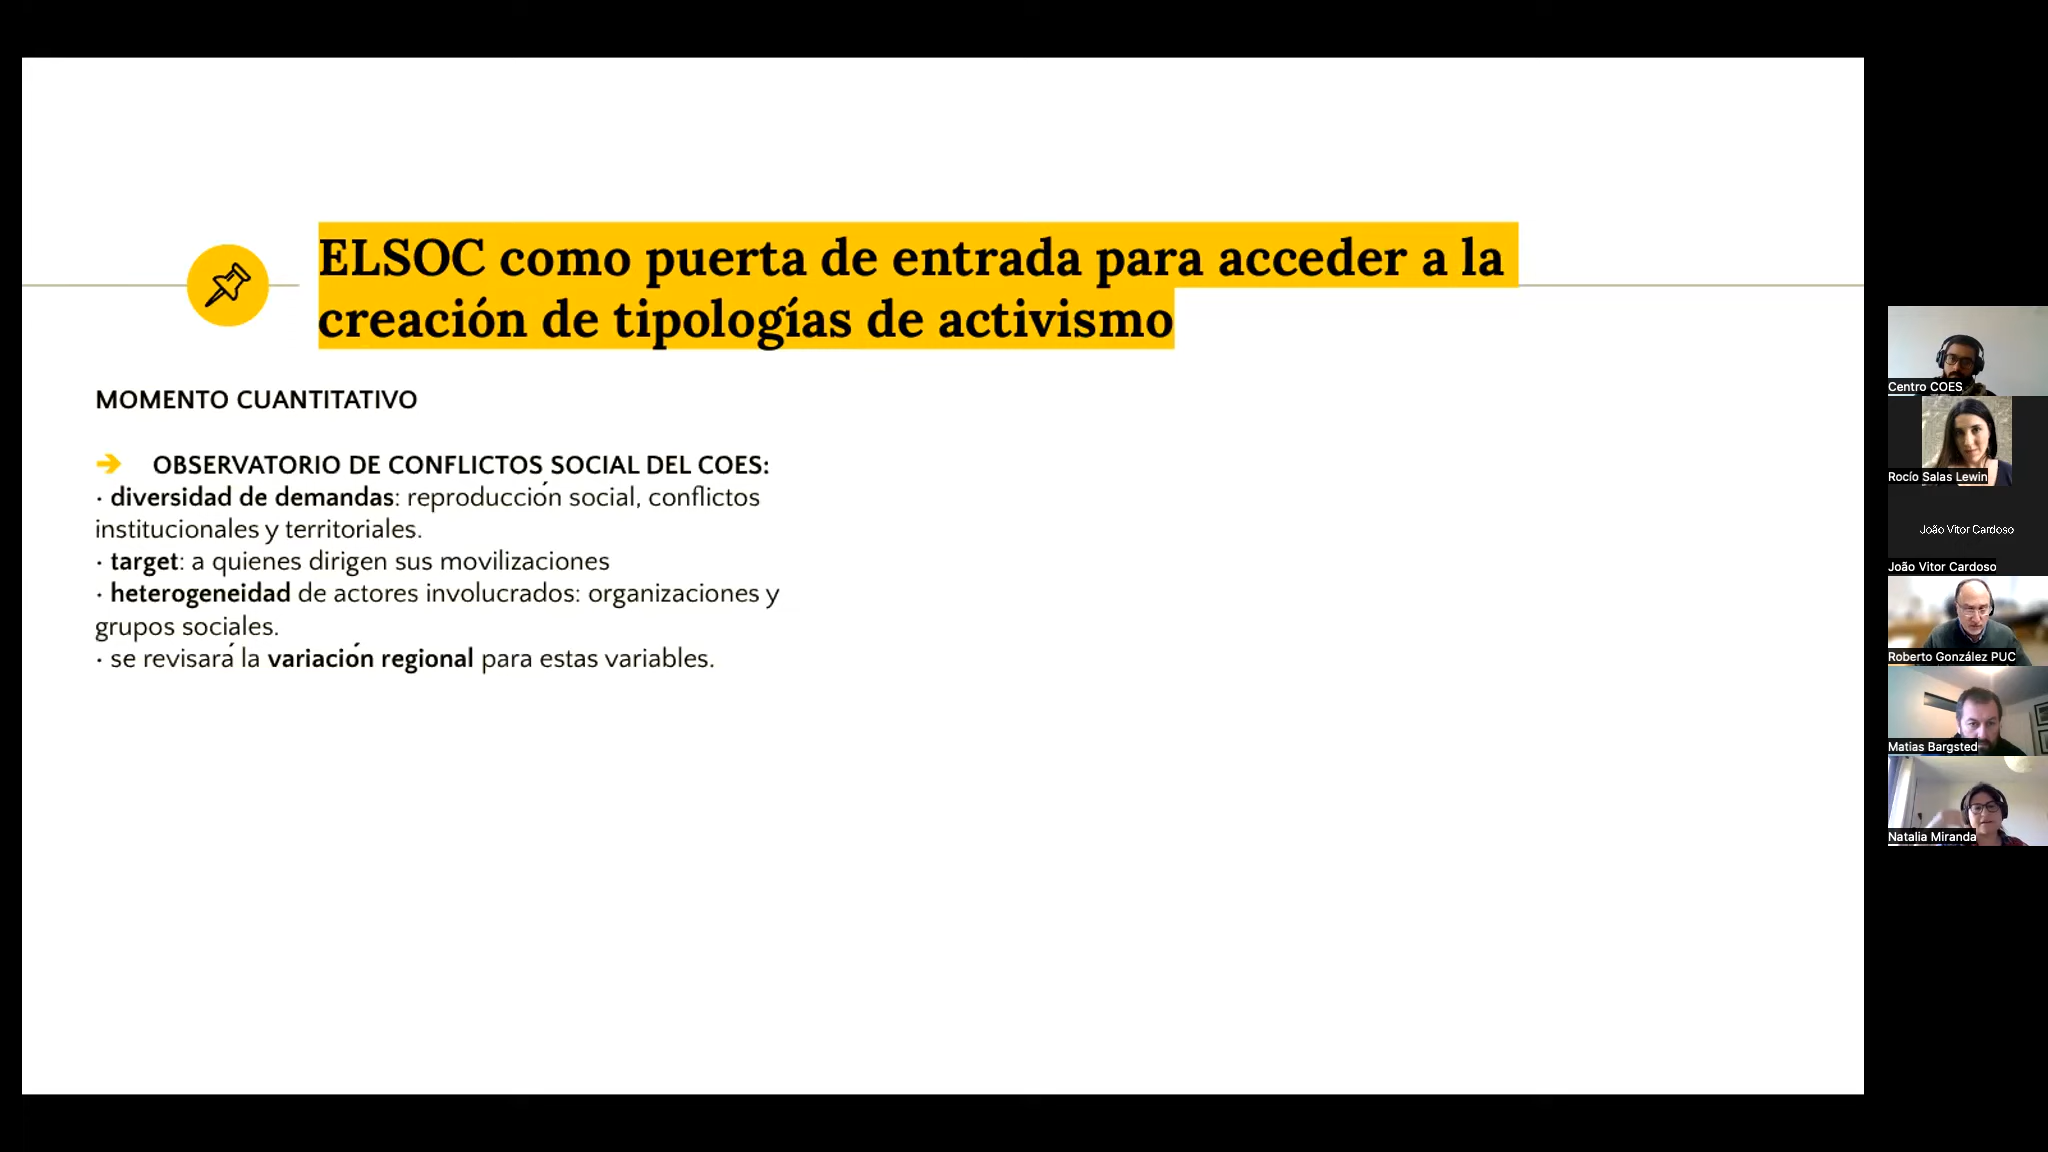 ELSOC como puerta de entrada para acceder a la
creación de tipologías de activismo
MOMENTO CUANTITATIVO
➔ OBSERVATORIO DE CONFLICTOS SOCIAL DEL COES:
· diversidad de demandas: reproducción social, conflictos
institucionales y territoriales.
· target: a quienes dirigen sus movilizaciones
· heterogeneidad de actores involucrados: organizaciones y
grupos sociales.
· se revisará la variación regional para estas variables.
Centro COES
Rocío Salas Lewin
João Vitor Cardoso
João Vitor Cardoso
Roberto González PUC
Matias Bargsted
Natalia Miranda